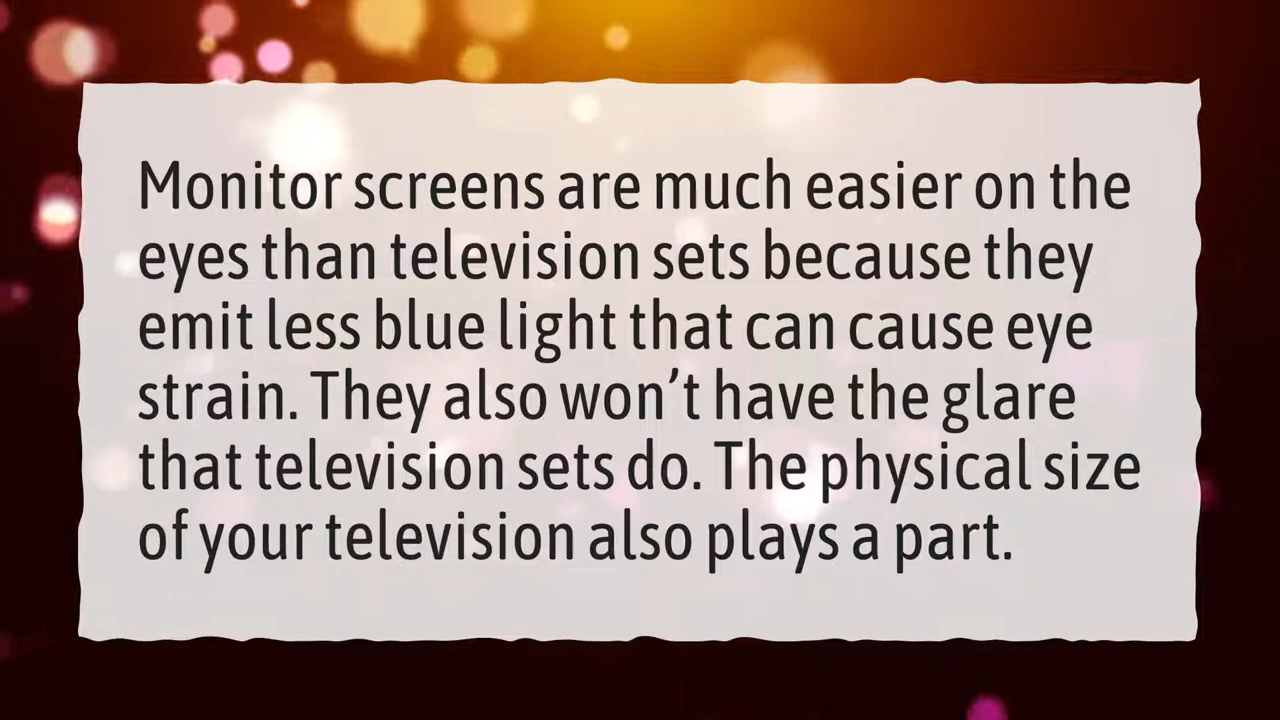 Monitor screens are much easier on the
eyes than television sets because they
emit less blue light that can cause eye
strain. They also won’t have the glare
that television sets do. The physical size
of your television also plays a part.